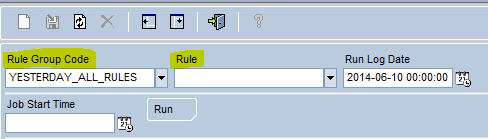 Rule Group Code Rule Run Log Date
YESTERDAY_ALL_RULES 2014-06-10 00:00:00
Job Start Time Run